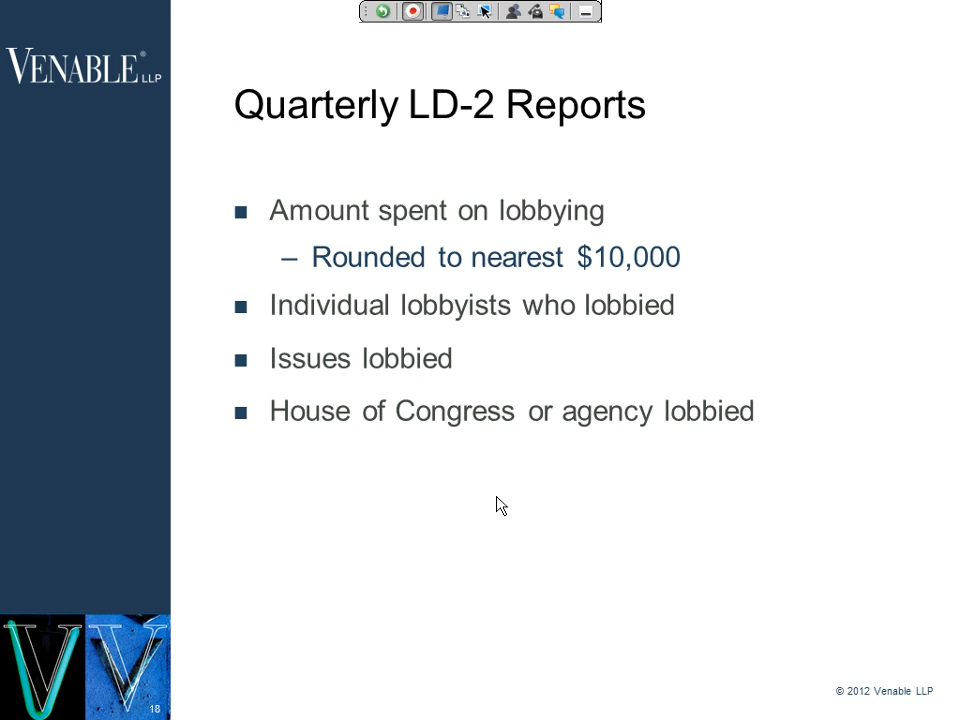 VENABLE® LLP
Quarterly LD-2 Reports
Amount spent on lobbying
– Rounded to nearest $10,000
Individual lobbyists who lobbied
Issues lobbied
House of Congress or agency lobbied
V V
18
© 2012 Venable LLP